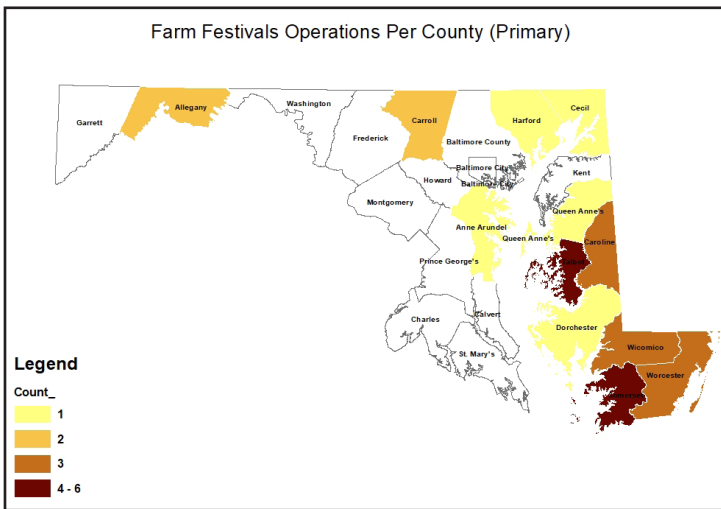 Farm Festivals Operations Per County (Primary)
Allegany
Washington
Garrett
Carroll
Harford
Cecil
Frederick
Baltimore County
Baltimore City
Kent
Howard
Baltimore City
Montgomery
Queen Anne's
Anne Arundel
Queen Anne's
Caroline
Prince George's
Talbot
Charles
Calvert
Dorchester
St. Mary's
Wicomico
Worcester
Somerset
Legend
Count_
1
2
3
4 - 6